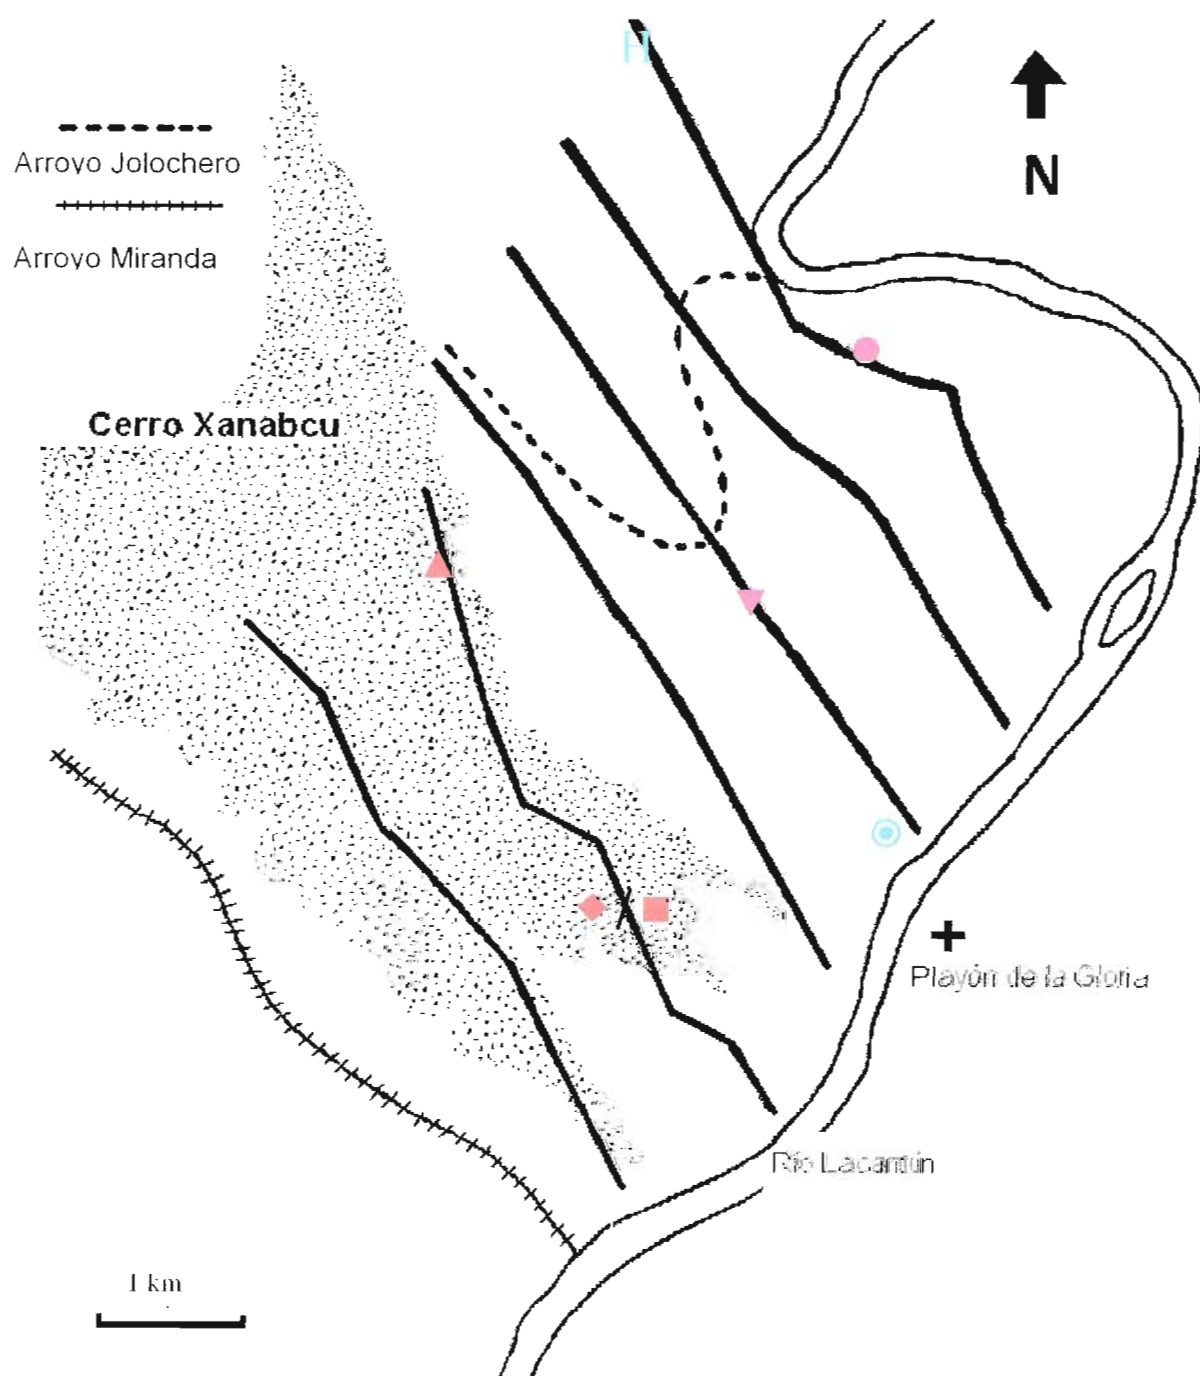 H
Arroyo Jolochero
N
Arroyo Miranda
Cerro Xanabcu
Playón de la Gloria
Río Lacantún
1 km